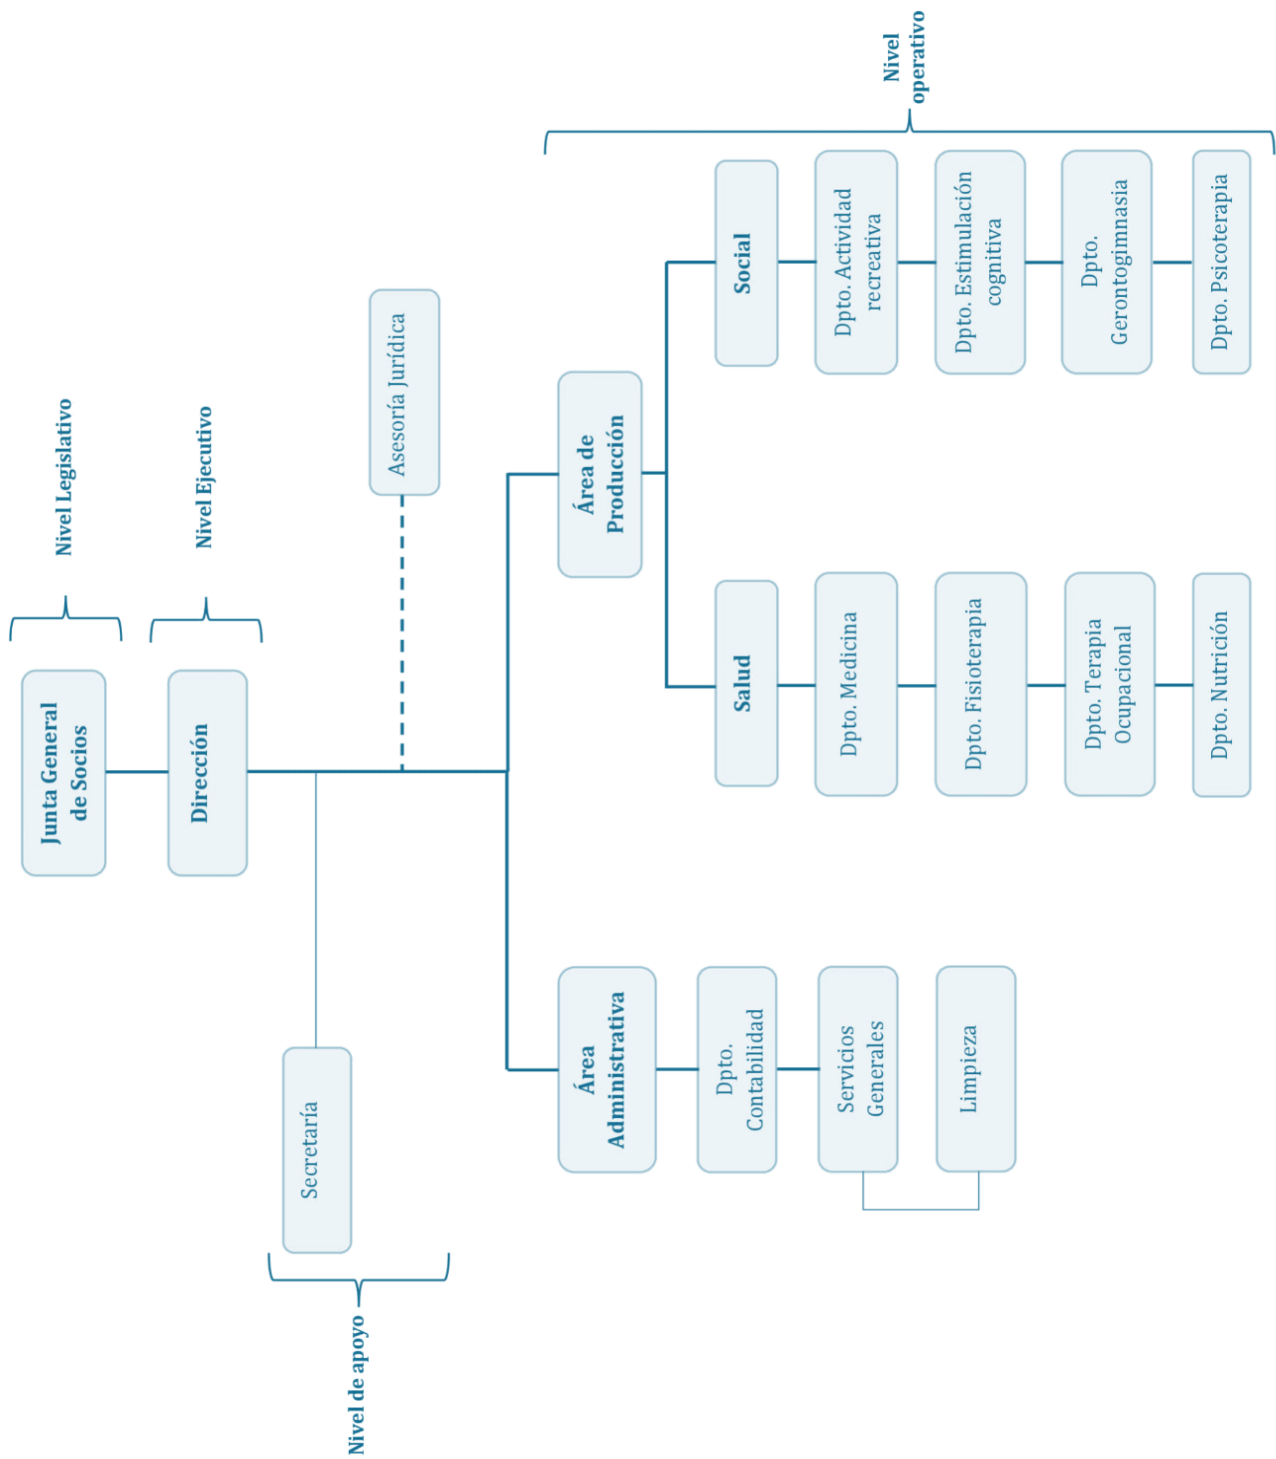 Junta General
de Socios
Nivel Legislativo
Dirección
Nivel Ejecutivo
Nivel de apoyo
Secretaría
Asesoría Jurídica
Área
Administrativa
Dpto.
Contabilidad
Servicios
Generales
Limpieza
Área de
Producción
Salud
Dpto. Medicina
Dpto. Fisioterapia
Dpto. Terapia
Ocupacional
Dpto. Nutrición
Social
Dpto. Actividad
recreativa
Dpto. Estimulación
cognitiva
Dpto.
Gerontogimnasia
Dpto. Psicoterapia
Nivel
operativo